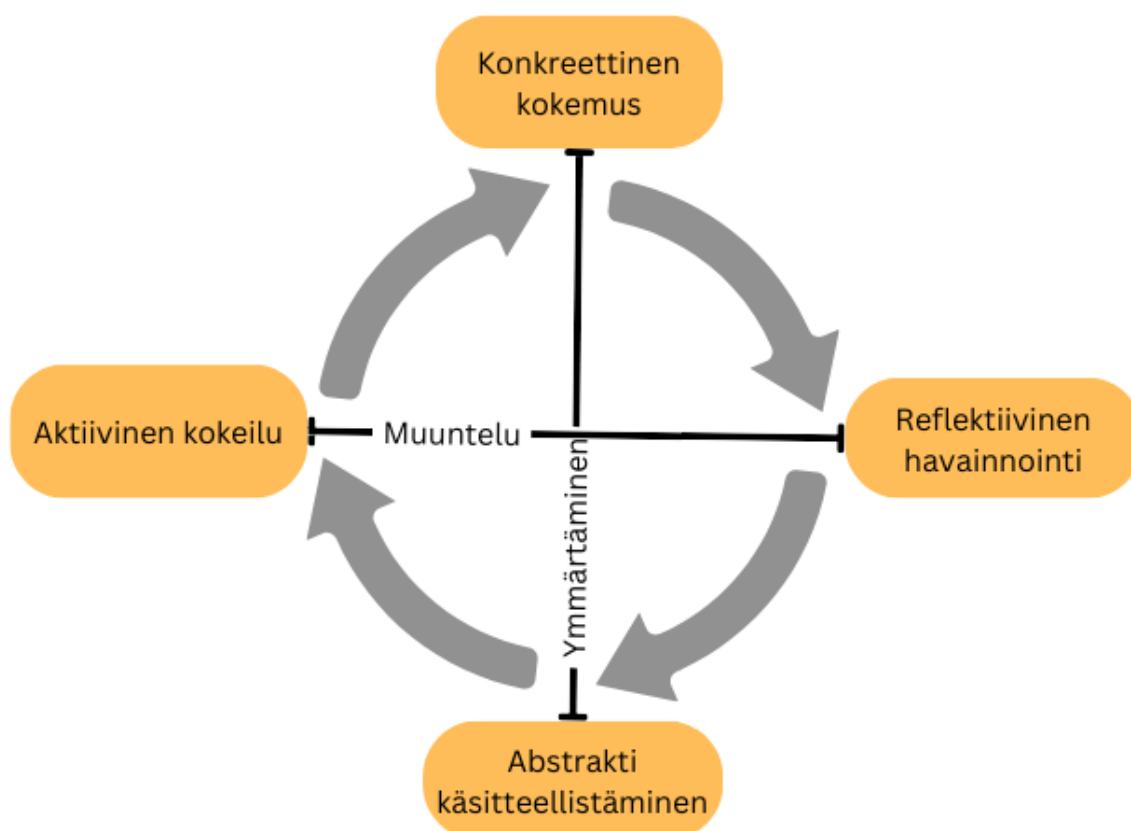 Konkreettinen
kokemus
Aktiivinen kokeilu
Muuntelu
Reflektiivinen
havainnointi
Ymmärtäminen
Abstrakti
käsitteellistäminen